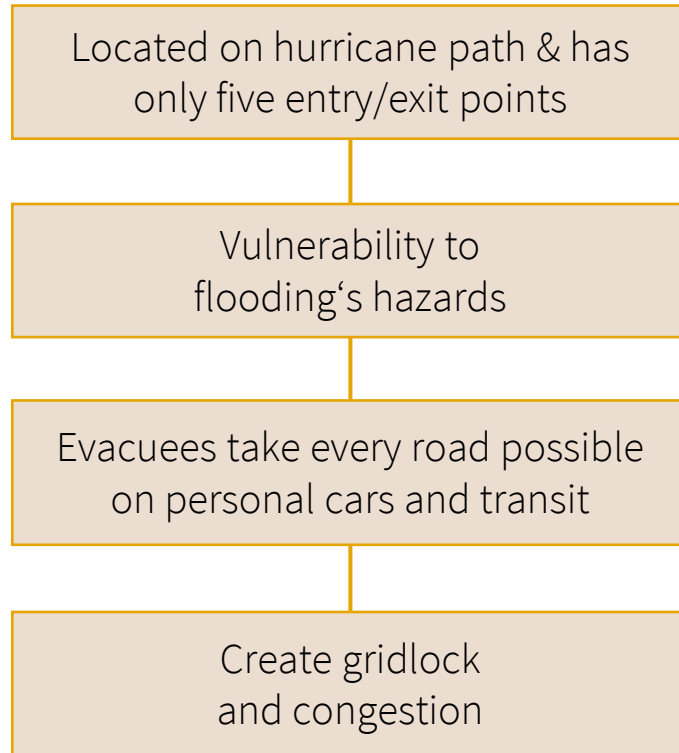 Located on hurricane path & has
only five entry/exit points
Vulnerability to
flooding‘s hazards
Evacuees take every road possible
on personal cars and transit
Create gridlock
and congestion